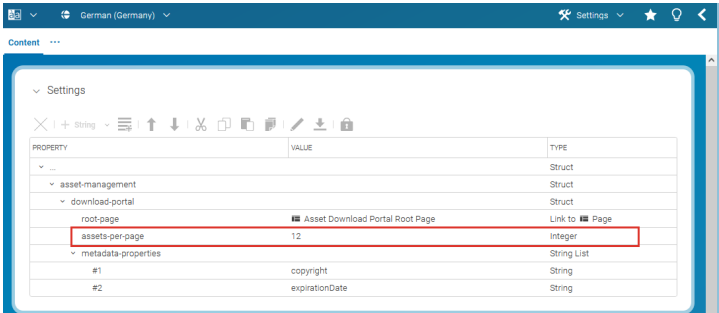 German (Germany)
Settings
Content ...
Settings
String
PROPERTY VALUE TYPE
... Struct
asset-management Struct
download-portal Struct
root-page Asset Download Portal Root Page Link to Page
assets-per-page 12 Integer
metadata-properties String List
#1 copyright String
#2 expirationDate String